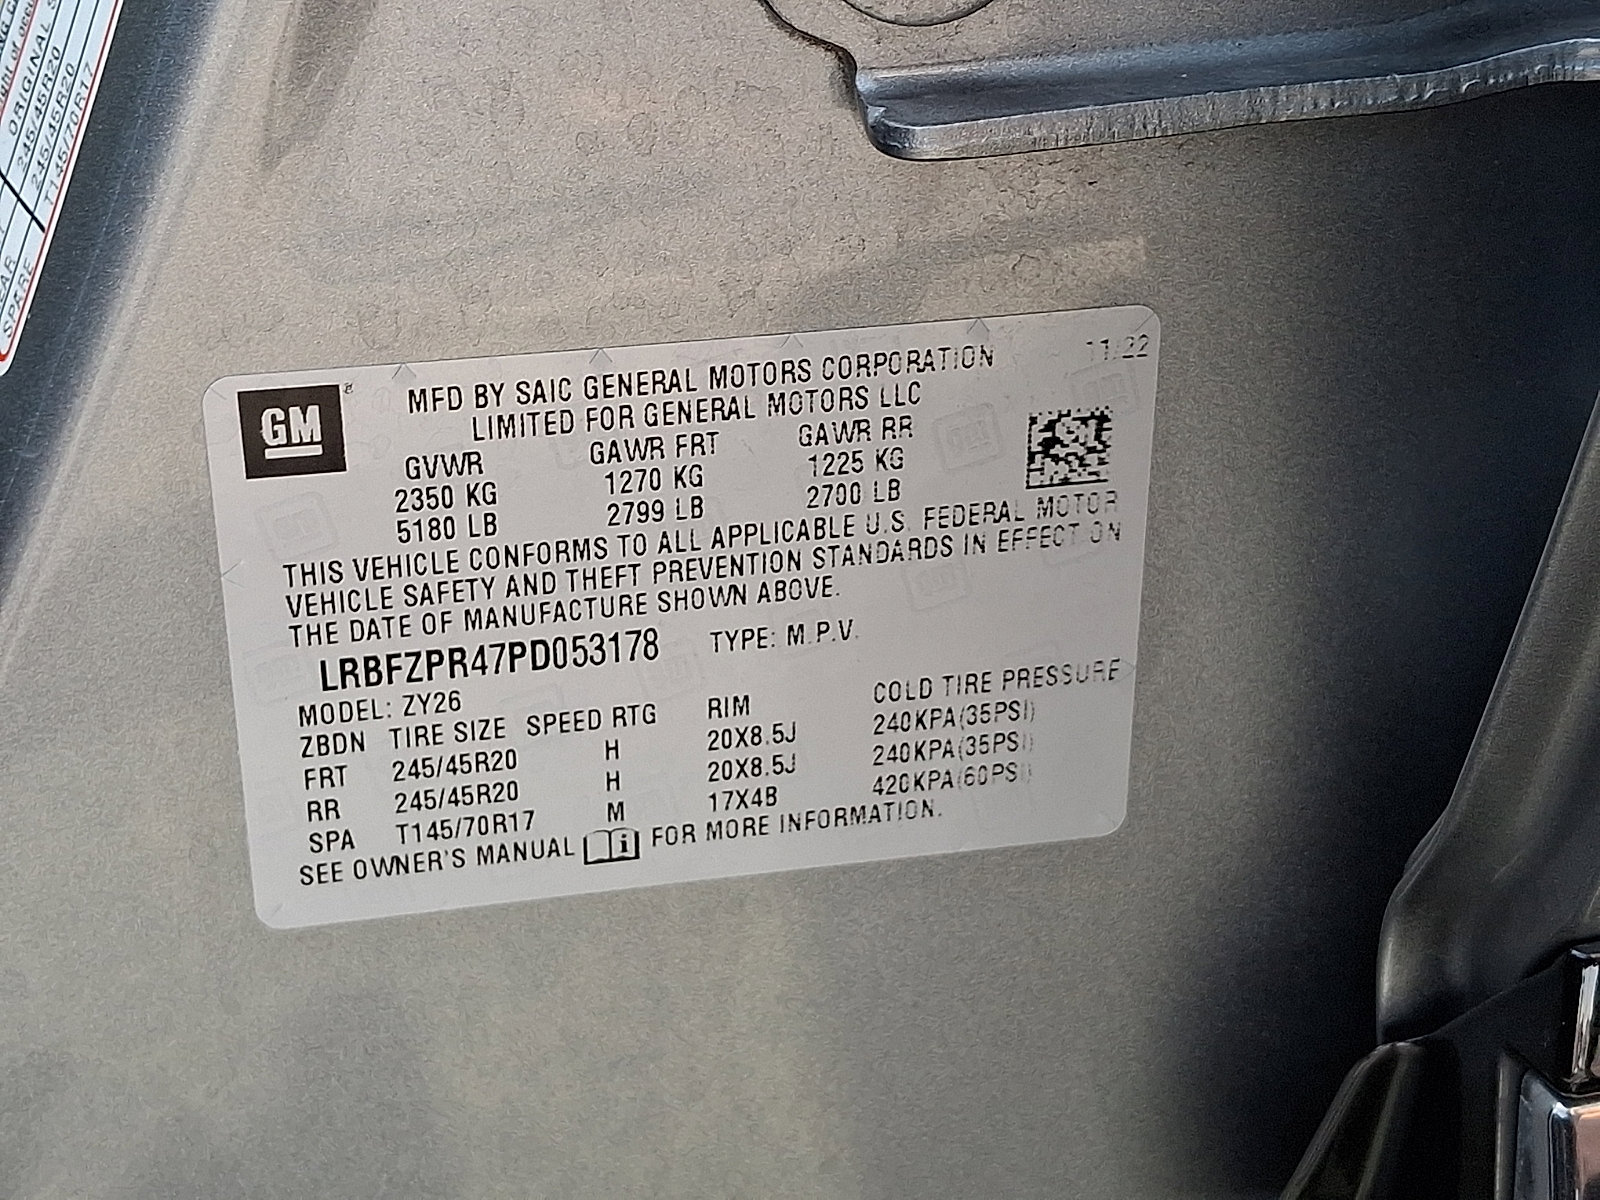 ORIGINAL
245/45R20
245/45R20
T145/70R17
SPARE
GM
MFD BY SAIC GENERAL MOTORS CORPORATION 11/22
LIMITED FOR GENERAL MOTORS LLC
GVWR GAWR FRT GAWR RR
2350 KG 1270 KG 1225 KG
5180 LB 2799 LB 2700 LB
THIS VEHICLE CONFORMS TO ALL APPLICABLE U.S. FEDERAL MOTOR
VEHICLE SAFETY AND THEFT PREVENTION STANDARDS IN EFFECT ON
THE DATE OF MANUFACTURE SHOWN ABOVE.
LRBFZPR47PD053178 TYPE: M.P.V.
MODEL: ZY26
ZBDN TIRE SIZE SPEED RTG RIM COLD TIRE PRESSURE
FRT 245/45R20 H 20X8.5J 240KPA(35PSI)
RR 245/45R20 H 20X8.5J 240KPA(35PSI)
SPA T145/70R17 M 17X4B 420KPA(60PSI)
SEE OWNER'S MANUAL FOR MORE INFORMATION.